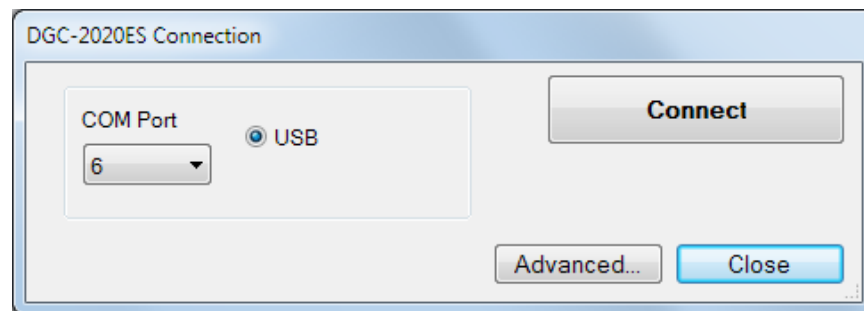 DGC-2020ES Connection
COM Port
6
USB
Connect
Advanced...
Close